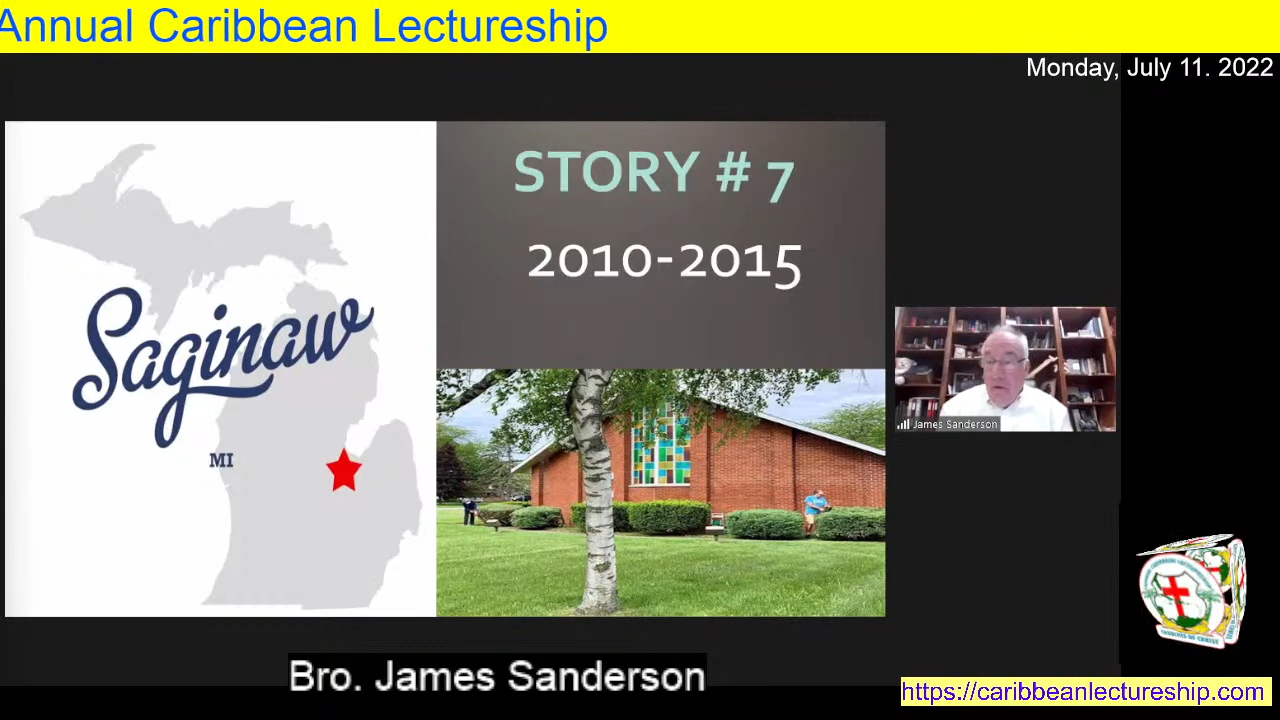 Annual Caribbean Lectureship
Monday, July 11. 2022
STORY # 7
2010-2015
Saginaw
MI
James Sanderson
Bro. James Sanderson
https://caribbeanlectureship.com